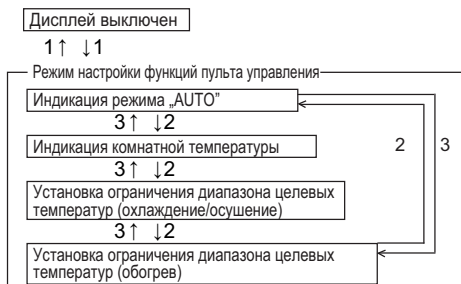 Дисплей выключен
1↑ ↓1
Режим настройки функций пульта управления
Индикация режима „AUTO”
3↑ ↓2
Индикация комнатной температуры
2 3
3↑ ↓2
Установка ограничения диапазона целевых
температур (охлаждение/осушение)
3↑ ↓2
Установка ограничения диапазона целевых
температур (обогрев)